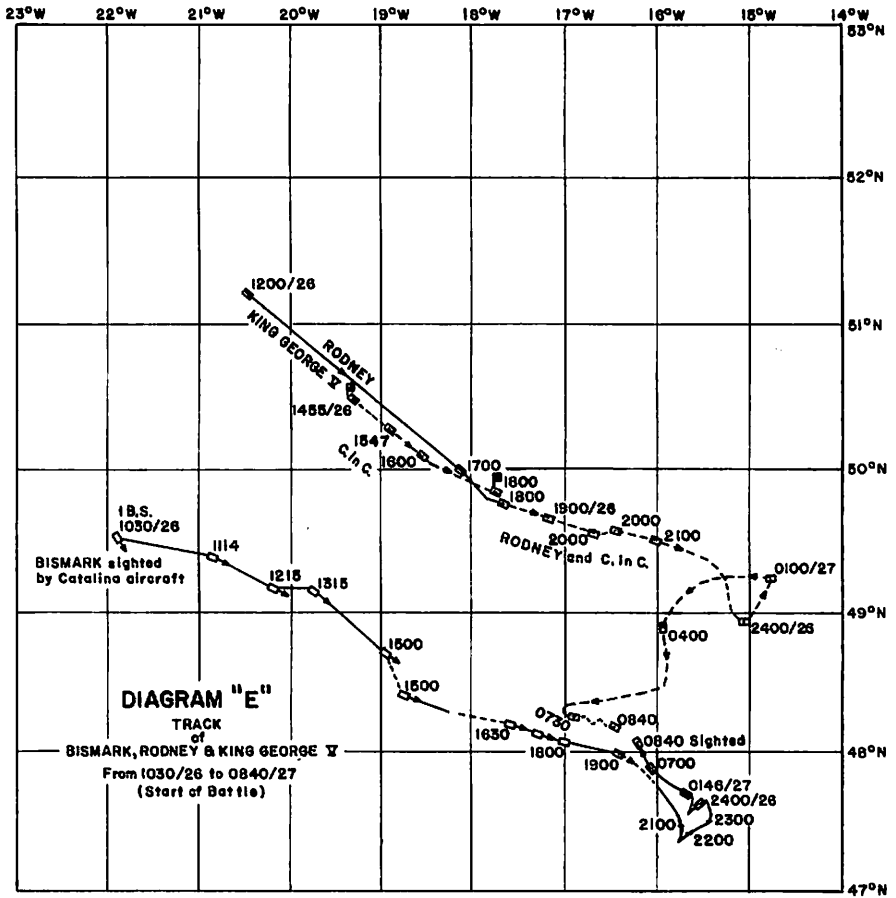 23°W 22°W 21°W 20°W 19°W 18°W 17°W 16°W 15°W 14°W
53°N
52°N
1200/26
KING GEORGE V
RODNEY
51°N
1455/26
1547
C. in C.
1600
1700
1800
1800
50°N
1900/26
2000
2000
2100
RODNEY and C. in C.
1 B.S.
1030/26
BISMARK sighted
by Catalina aircraft
1114
1215
1315
0100/27
49°N
2400/26
0400
1500
1500
DIAGRAM "E"
TRACK
of
BISMARK, RODNEY & KING GEORGE V
From 1030/26 to 0840/27
(Start of Battle)
0730
0840
1630
1800
0840 Sighted
48°N
1900
0700
0146/27
2400/26
2300
2100
2200
47°N